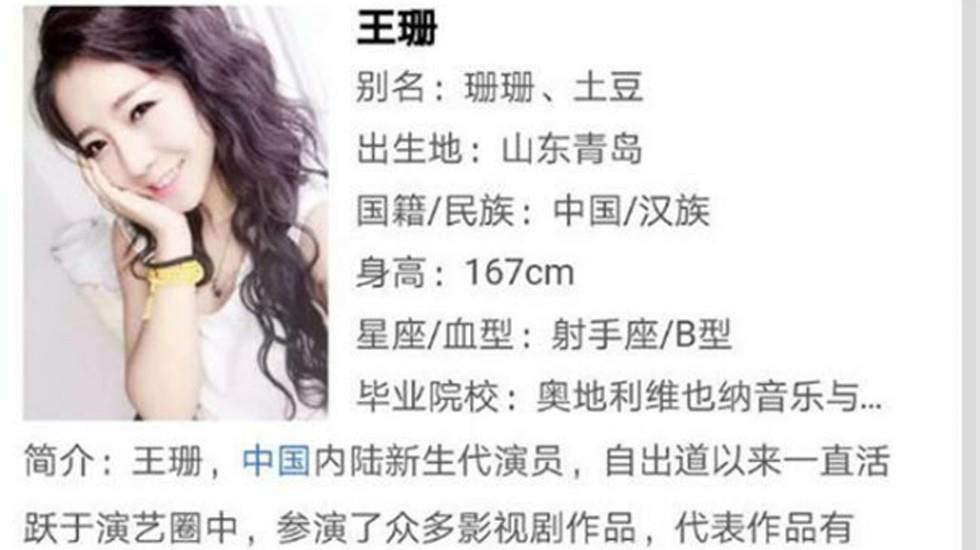 王珊
别名：珊珊、土豆
出生地：山东青岛
国籍/民族：中国/汉族
身高：167cm
星座/血型：射手座/B型
毕业院校：奥地利维也纳音乐与...
简介：王珊，中国内陆新生代演员，自出道以来一直活
跃于演艺圈中，参演了众多影视剧作品，代表作品有